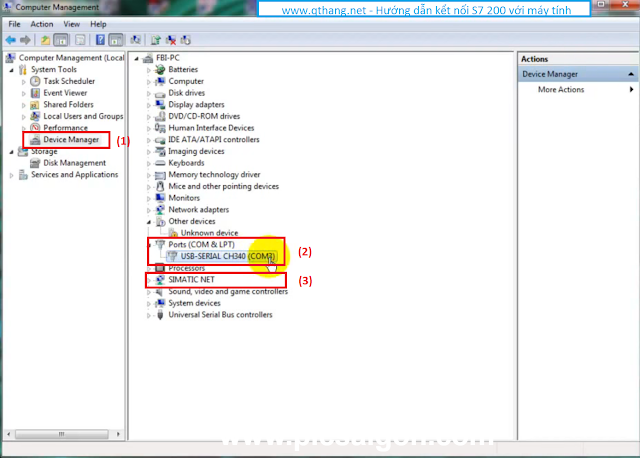 Computer Management
www.qthang.net - Hướng dẫn kết nối S7 200 với máy tính
File Action View Help
Computer Management (Local
System Tools
Task Scheduler
Event Viewer
Shared Folders
Local Users and Groups
Performance
Device Manager
(1)
Storage
Disk Management
Services and Applications
FBI-PC
Batteries
Computer
Disk drives
Display adapters
DVD/CD-ROM drives
Human Interface Devices
IDE ATA/ATAPI controllers
Imaging devices
Keyboards
Memory technology driver
Mice and other pointing devices
Monitors
Network adapters
Other devices
Unknown device
Ports (COM & LPT)
USB-SERIAL CH340 (COM3)
(2)
Processors
SIMATIC NET
(3)
Sound, video and game controllers
System devices
Universal Serial Bus controllers
Actions
Device Manager
More Actions